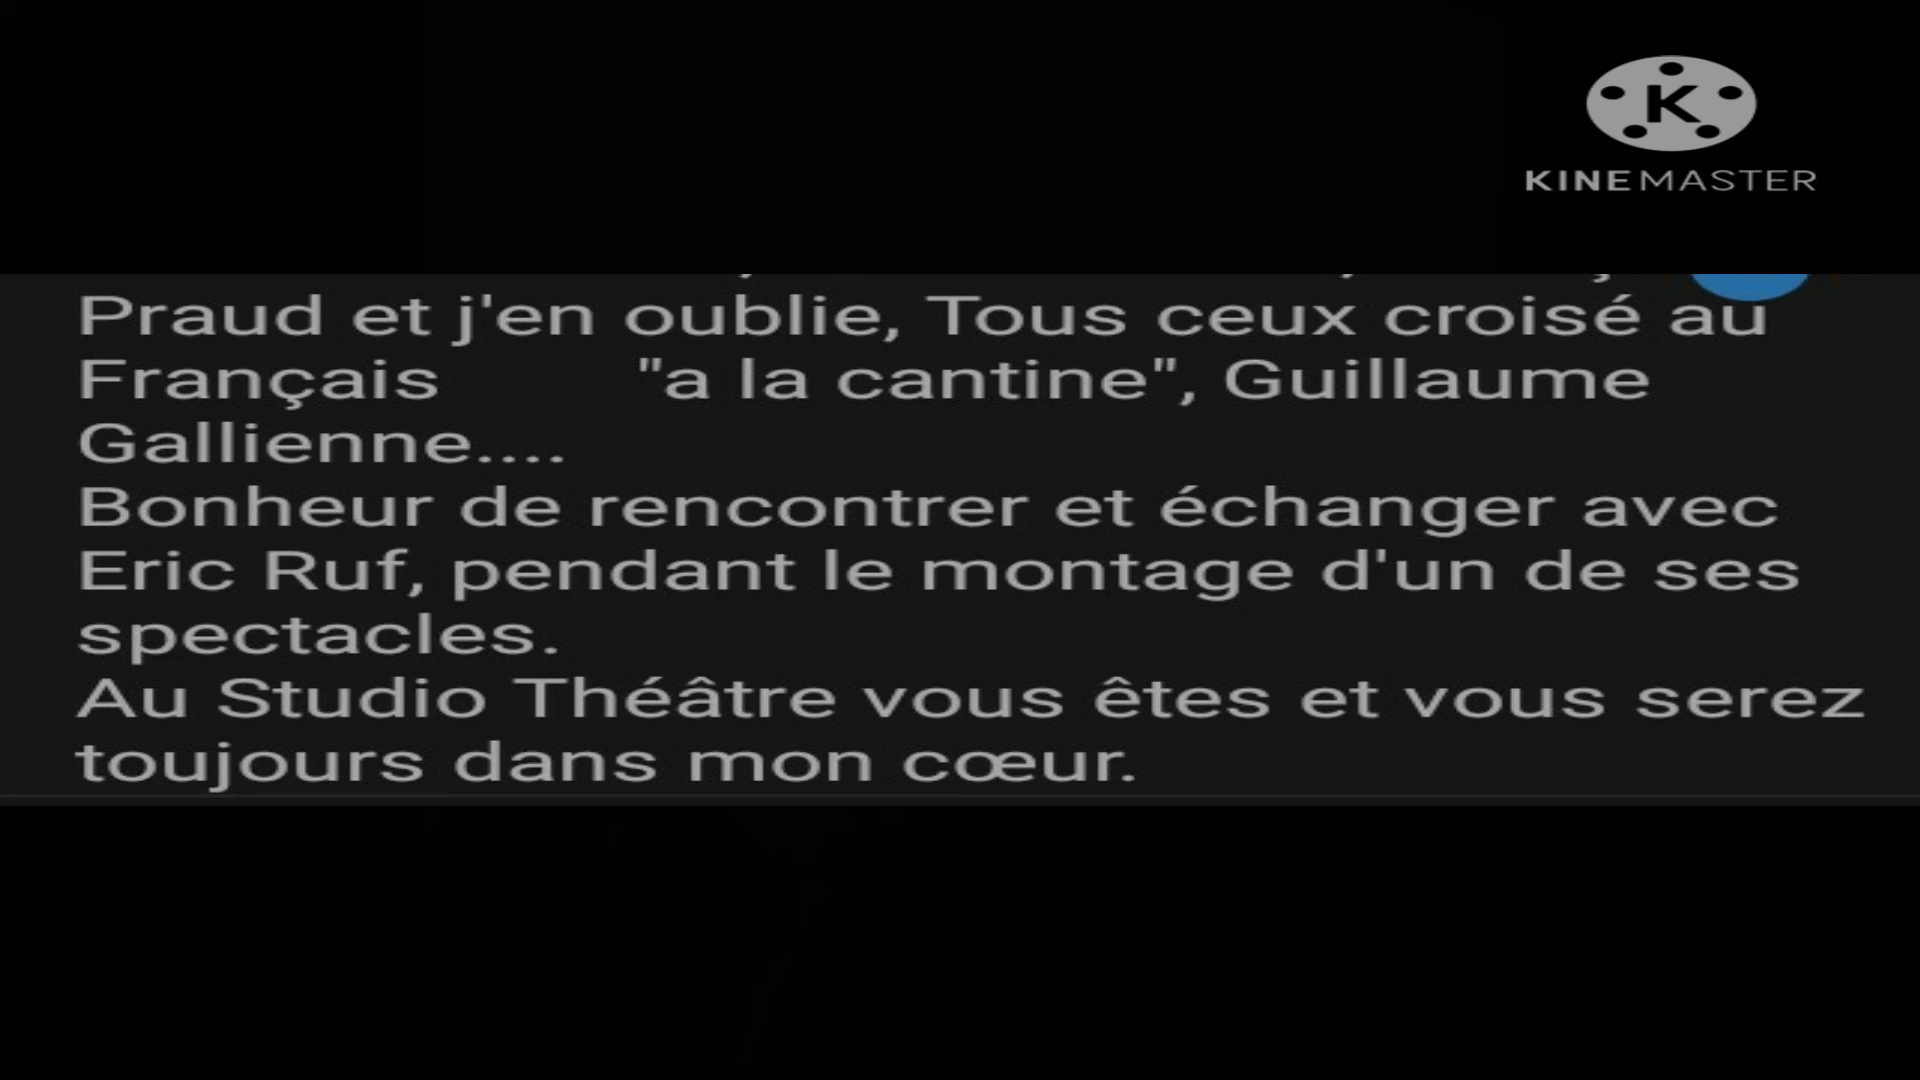 K
KINEMASTER
Praud et j'en oublie, Tous ceux croisé au
Français "a la cantine", Guillaume
Gallienne....
Bonheur de rencontrer et échanger avec
Eric Ruf, pendant le montage d'un de ses
spectacles.
Au Studio Théâtre vous êtes et vous serez
toujours dans mon cœur.